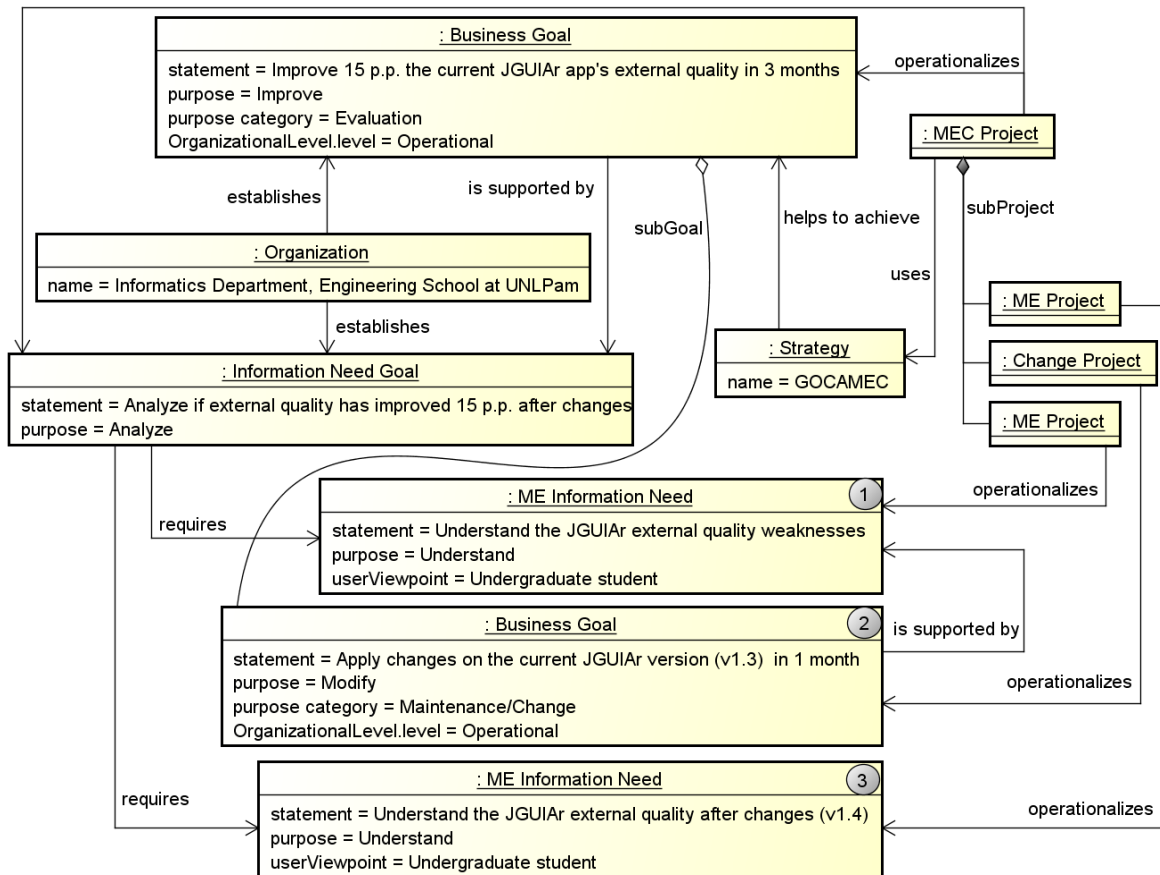 : Business Goal
statement = Improve 15 p.p. the current JGUIAr app's external quality in 3 months
purpose = Improve
purpose category = Evaluation
OrganizationalLevel.level = Operational
operationalizes
: MEC Project
establishes
is supported by
subGoal
helps to achieve
subProject
uses
: Organization
name = Informatics Department, Engineering School at UNLPam
establishes
: ME Project
: Strategy
name = GOCAMEC
: Change Project
: ME Project
: Information Need Goal
statement = Analyze if external quality has improved 15 p.p. after changes
purpose = Analyze
requires
operationalizes
: ME Information Need
1
statement = Understand the JGUIAr external quality weaknesses
purpose = Understand
userViewpoint = Undergraduate student
: Business Goal
2
statement = Apply changes on the current JGUIAr version (v1.3)  in 1 month
purpose = Modify
purpose category = Maintenance/Change
OrganizationalLevel.level = Operational
is supported by
operationalizes
requires
: ME Information Need
3
statement = Understand the JGUIAr external quality after changes (v1.4)
purpose = Understand
userViewpoint = Undergraduate student
operationalizes